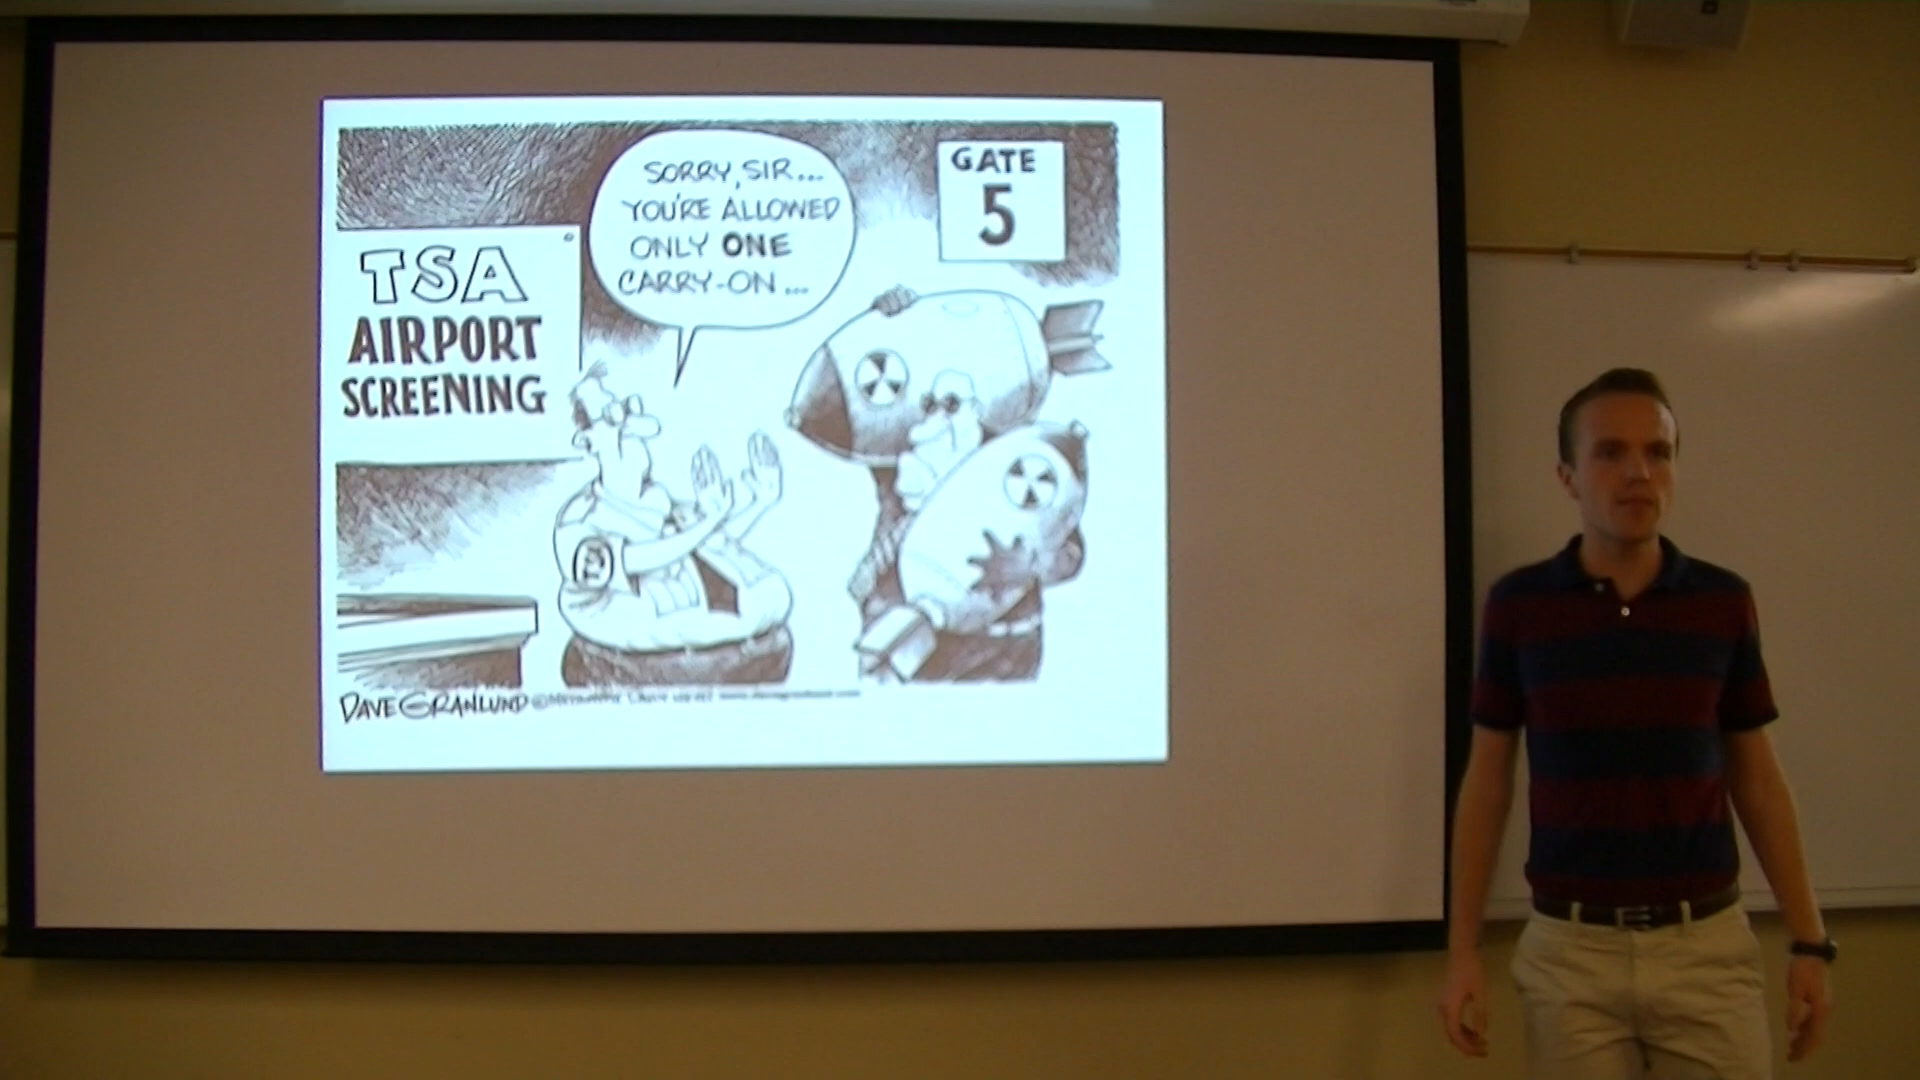 SORRY, SIR...
YOU'RE ALLOWED
ONLY ONE
CARRY-ON...
GATE
5
TSA
AIRPORT
SCREENING
DAVE GRANLUND